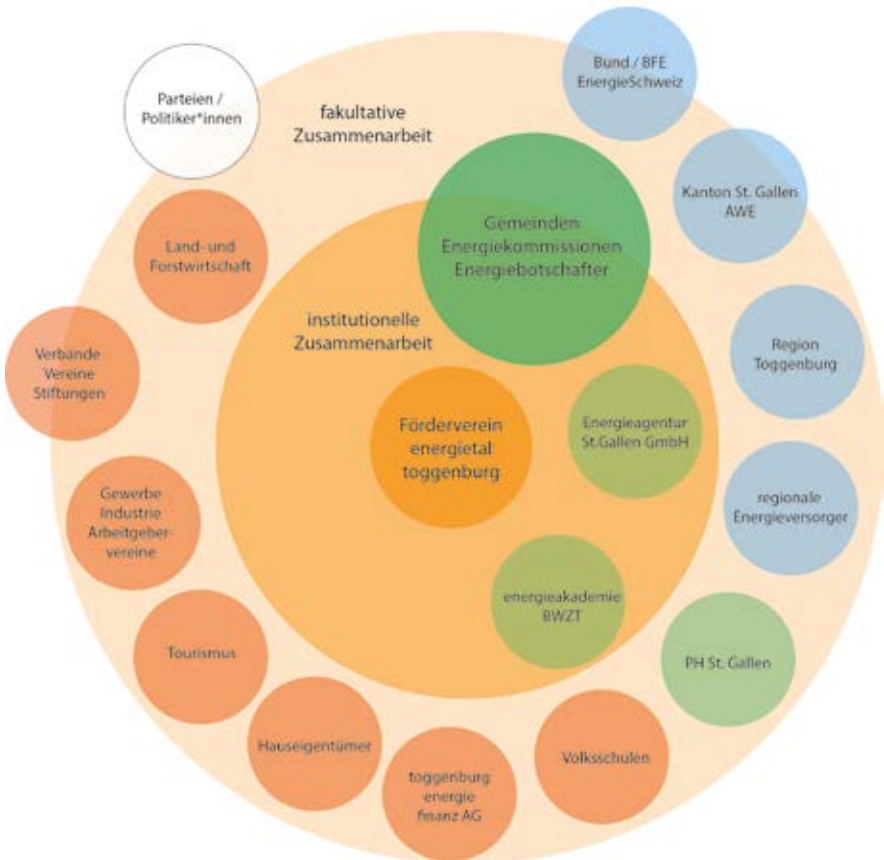 Bund / BFE
EnergieSchweiz
Parteien /
Politiker*innen
fakultative
Zusammenarbeit
Kanton St. Gallen
AWE
Gemeinden
Energiekommissionen
Energiebotschafter
Land- und
Forstwirtschaft
institutionelle
Zusammenarbeit
Region
Toggenburg
Verbände
Vereine
Stiftungen
Förderverein
energietal
toggenburg
Energieagentur
St.Gallen GmbH
Gewerbe
Industrie
Arbeitgeber-
vereine
regionale
Energieversorger
energieakademie
BWZT
Tourismus
PH St. Gallen
Hauseigentümer
Volksschulen
toggenburg
energie
finanz AG